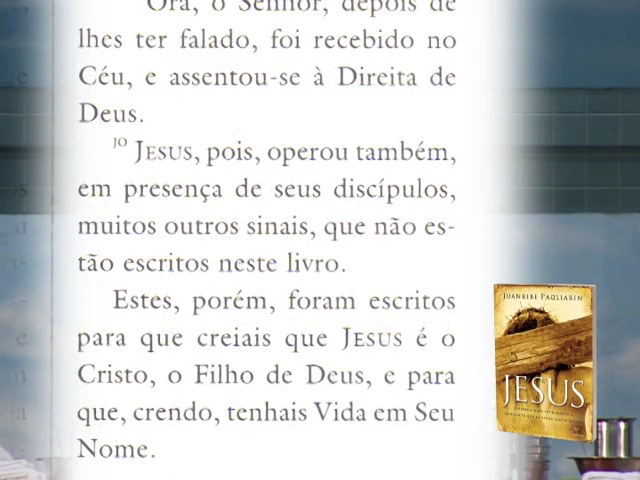 Ora, o Senhor, depois de
lhes ter falado, foi recebido no
Céu, e assentou-se à Direita de
Deus.
JO JESUS, pois, operou também,
em presença de seus discípulos,
muitos outros sinais, que não es-
tão escritos neste livro.
Estes, porém, foram escritos
para que creiais que JESUS é o
Cristo, o Filho de Deus, e para
que, crendo, tenhais Vida em Seu
Nome.
JUANRIBE PAGLIARIN
JESUS